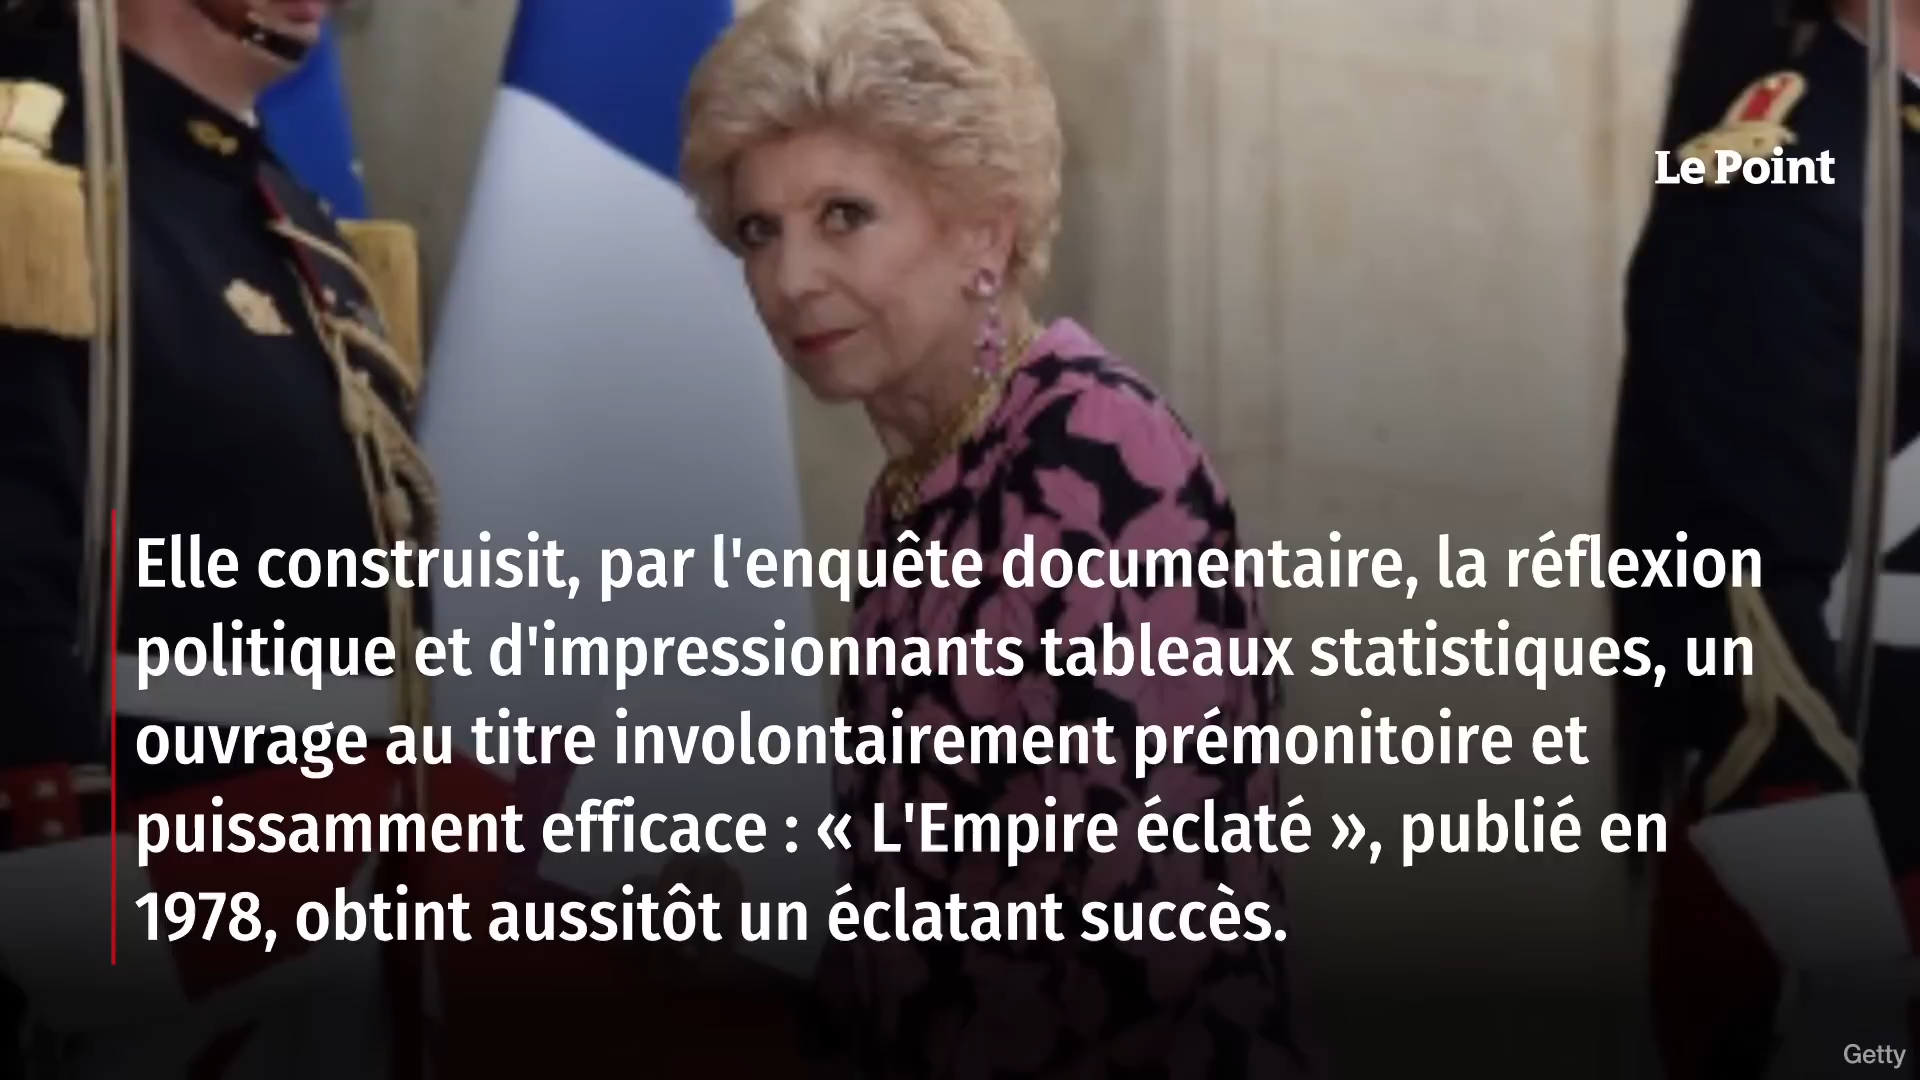 Le Point
Elle construisit, par l'enquête documentaire, la réflexion
politique et d'impressionnants tableaux statistiques, un
ouvrage au titre involontairement prémonitoire et
puissamment efficace : « L'Empire éclaté », publié en
1978, obtint aussitôt un éclatant succès.
Getty